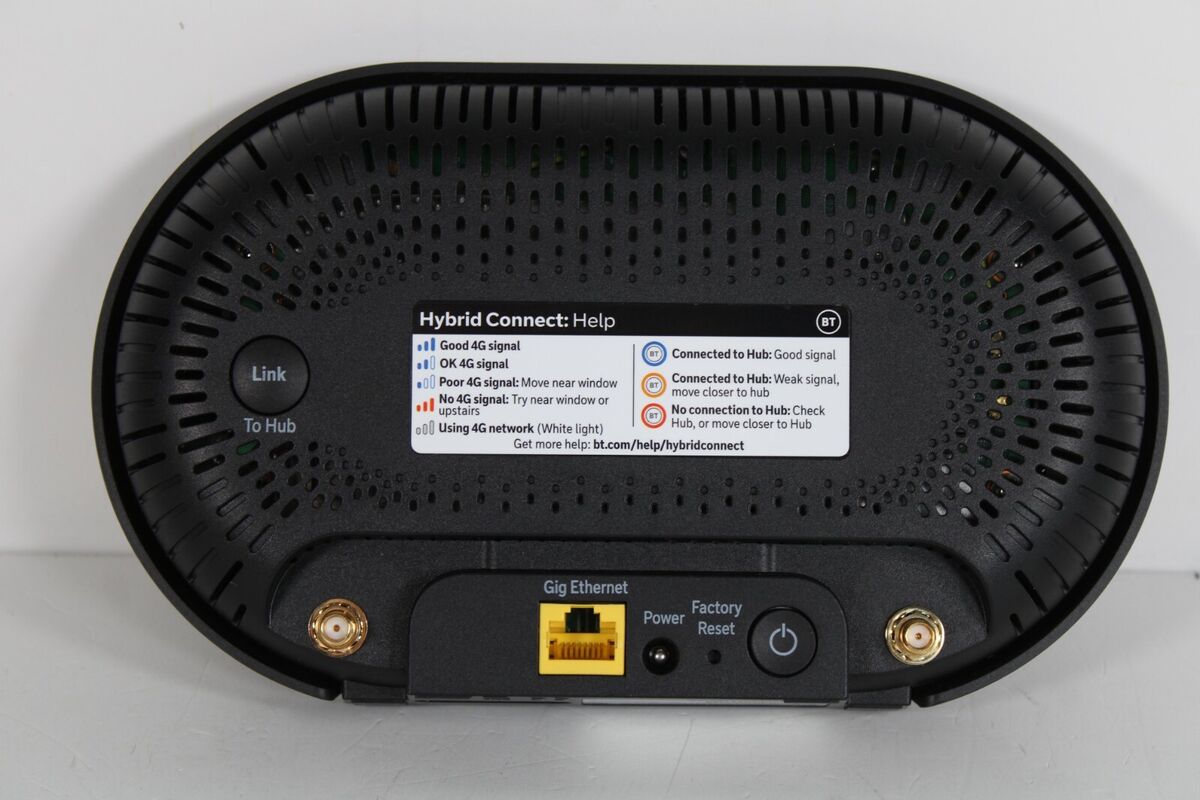 Hybrid Connect: Help
BT
Good 4G signal
OK 4G signal
Poor 4G signal: Move near window
No 4G signal: Try near window or
upstairs
Using 4G network (White light)
BT
Connected to Hub: Good signal
BT
Connected to Hub: Weak signal,
move closer to hub
BT
No connection to Hub: Check
Hub, or move closer to Hub
Get more help: bt.com/help/hybridconnect
Link
To Hub
Gig Ethernet
Power
Factory
Reset